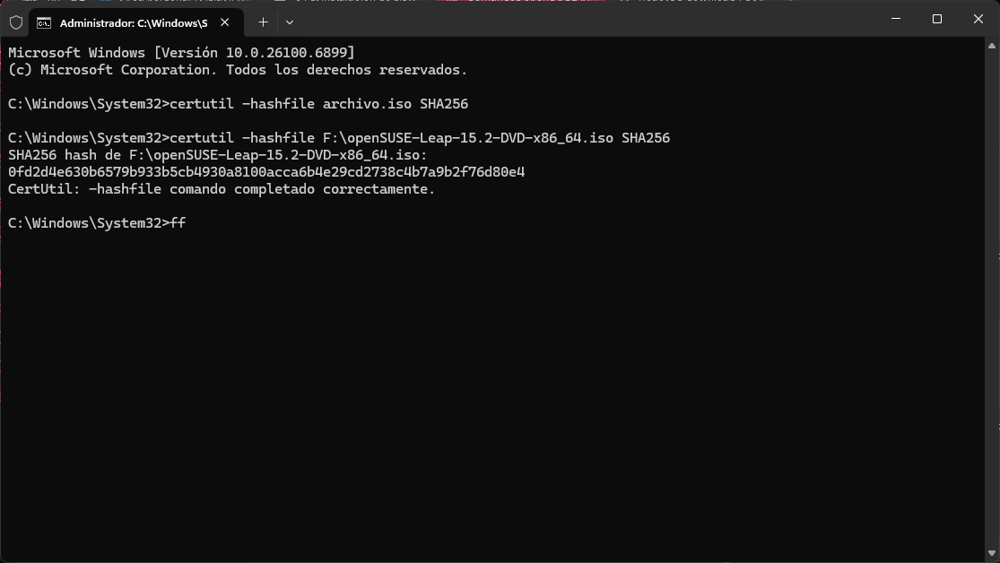 Administrador: C:\Windows\S
Microsoft Windows [Versión 10.0.26100.6899]
(c) Microsoft Corporation. Todos los derechos reservados.
C:\Windows\System32>certutil -hashfile archivo.iso SHA256
C:\Windows\System32>certutil -hashfile F:\openSUSE-Leap-15.2-DVD-x86_64.iso SHA256
SHA256 hash de F:\openSUSE-Leap-15.2-DVD-x86_64.iso:
0fd2d4e630b6579b933b5cb4930a8100acca6b4e29cd2738c4b7a9b2f76d80e4
CertUtil: -hashfile comando completado correctamente.
C:\Windows\System32>ff